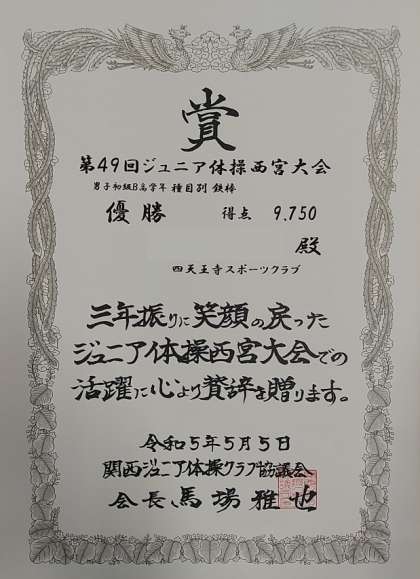 賞
第49回ジュニア体操西宮大会
男子初級B高学年 種目別 鉄棒
優勝 得点 9.750
殿
四天王寺スポーツクラブ
三年振りに笑顔の戻った
ジュニア体操西宮大会での
活躍に心より賛辞を贈ります。
令和5年5月5日
関西ジュニア体操クラブ協議会
会長 馬場雅也